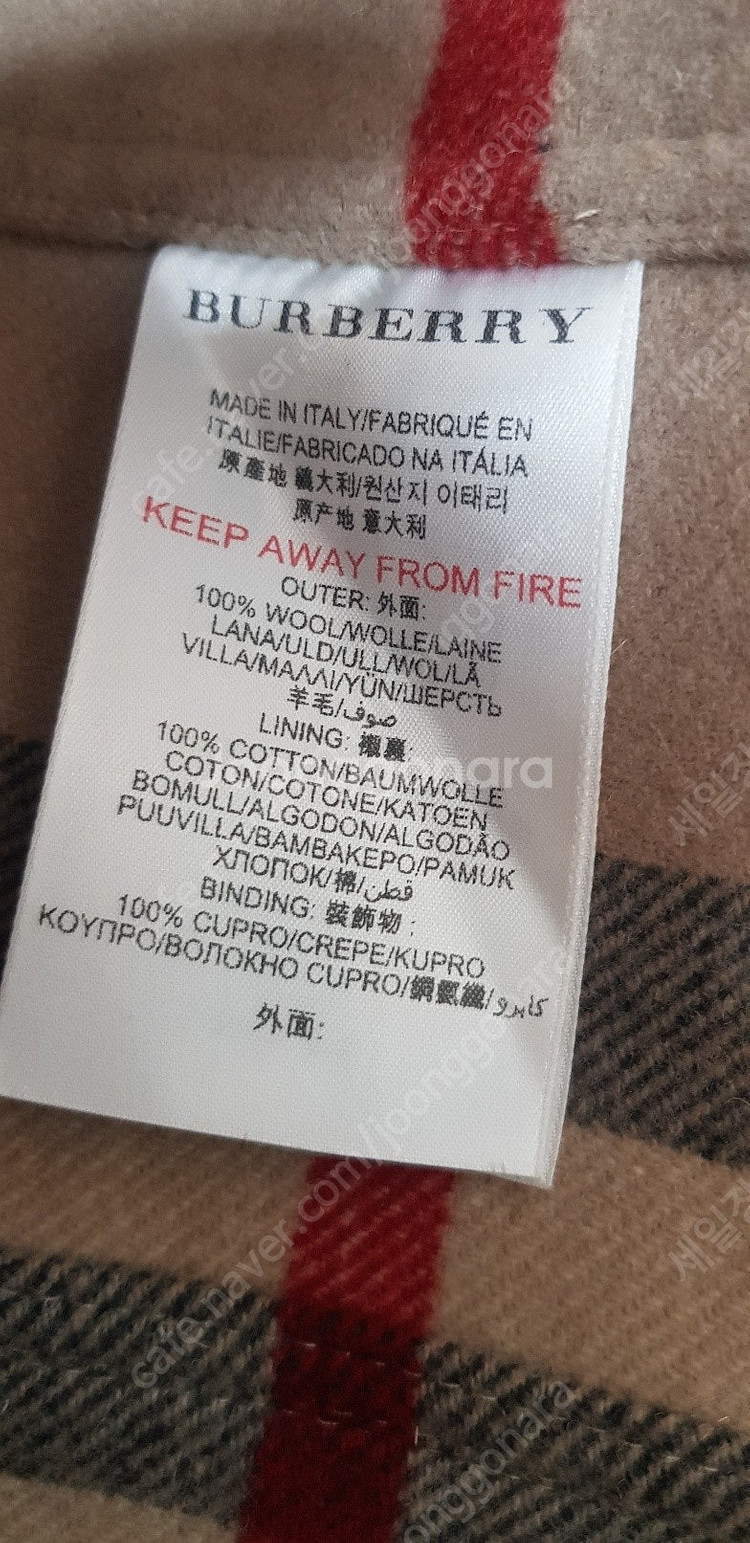 BURBERRY
MADE IN ITALY/FABRIQUÉ EN
ITALIE/FABRICADO NA ITÁLIA
原產地 義大利/원산지 이태리
原产地 意大利
KEEP AWAY FROM FIRE
OUTER: 外面:
100% WOOL/WOLLE/LAINE
LANA/ULD/ULL/WOL/LÃ
VILLA/ΜΑΛΛΙ/YÜN/ШЕРСТЬ
羊毛/صوف
LINING: 襯裏:
100% COTTON/BAUMWOLLE
COTON/COTONE/KATOEN
BOMULL/ALGODON/ALGODÃO
PUUVILLA/ΒΑΜΒΑΚΕΡΟ/PAMUK
ХЛОПОК/棉/قطن
BINDING: 裝飾物 :
100% CUPRO/CREPE/KUPRO
ΚΟΥΠΡΟ/ВОЛОКНО CUPRO/銅氨纖/كابرو
外面:
cafe.naver.com/joonggonara